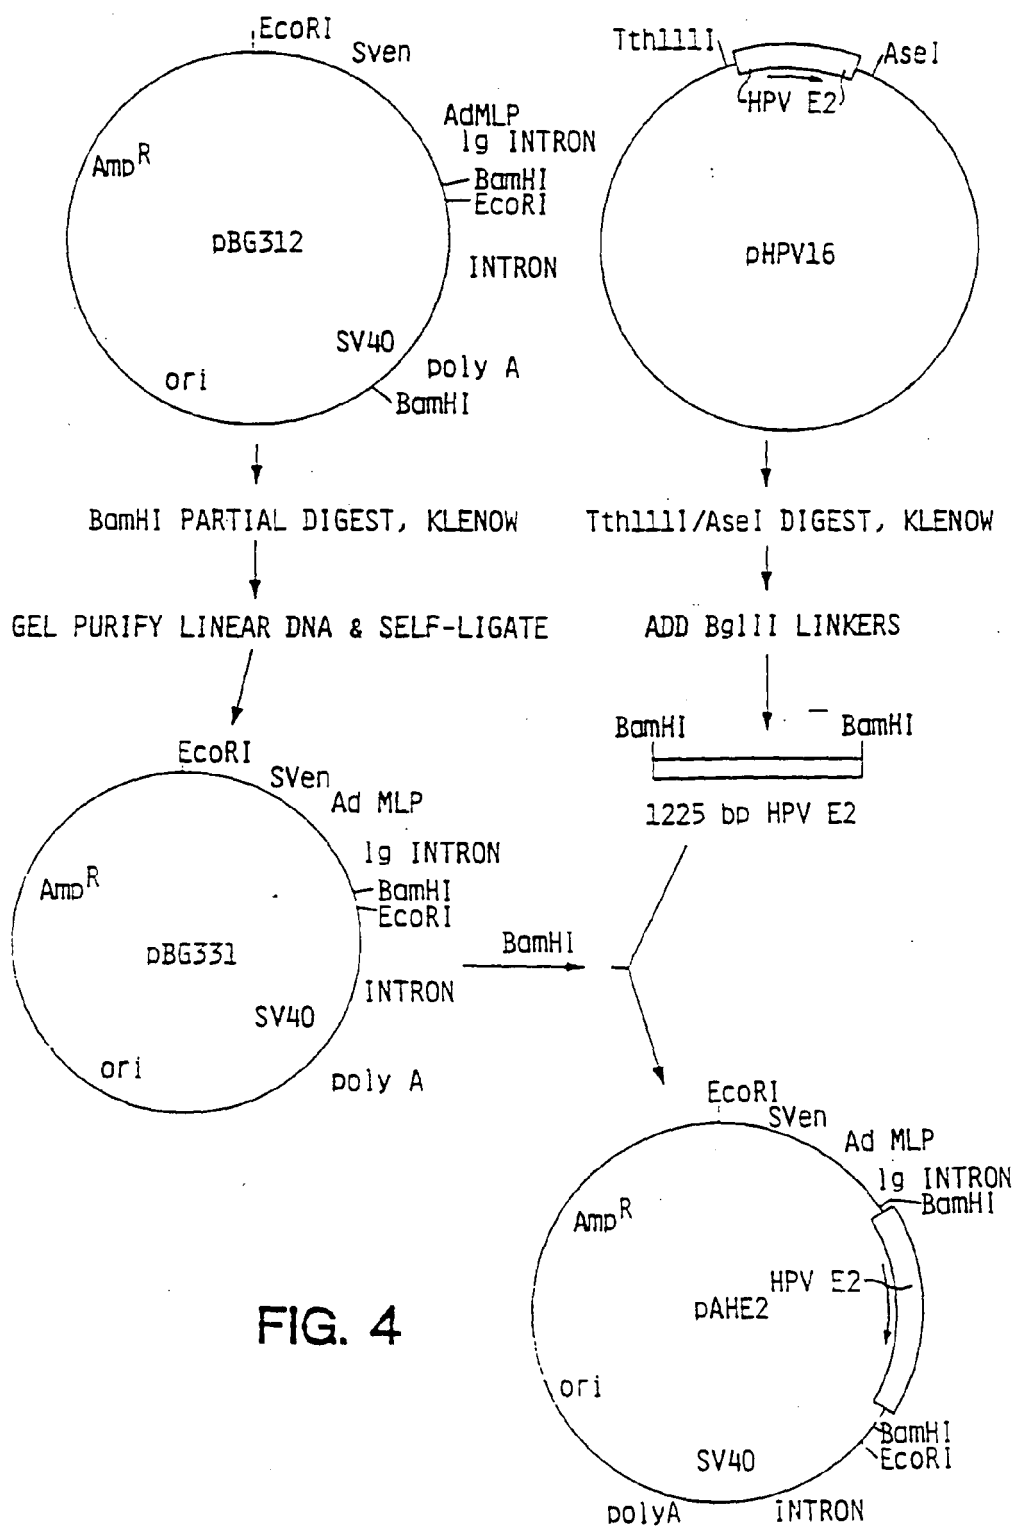 EcoRI
Sven
AdMLP
Ig INTRON
BamHI
EcoRI
INTRON
SV40
poly A
BamHI
ori
Amp^R
pBG312
Tth111I
AseI
HPV E2
pHPV16
BamHI PARTIAL DIGEST, KLENOW
Tth111I/AseI DIGEST, KLENOW
GEL PURIFY LINEAR DNA & SELF-LIGATE
ADD BglII LINKERS
BamHI
BamHI
1225 bp HPV E2
EcoRI
SVen
Ad MLP
Ig INTRON
BamHI
EcoRI
INTRON
SV40
poly A
ori
Amp^R
pBG331
BamHI
EcoRI
SVen
Ad MLP
Ig INTRON
BamHI
Amp^R
HPV E2
pAHE2
ori
BamHI
EcoRI
SV40
polyA
INTRON
FIG. 4